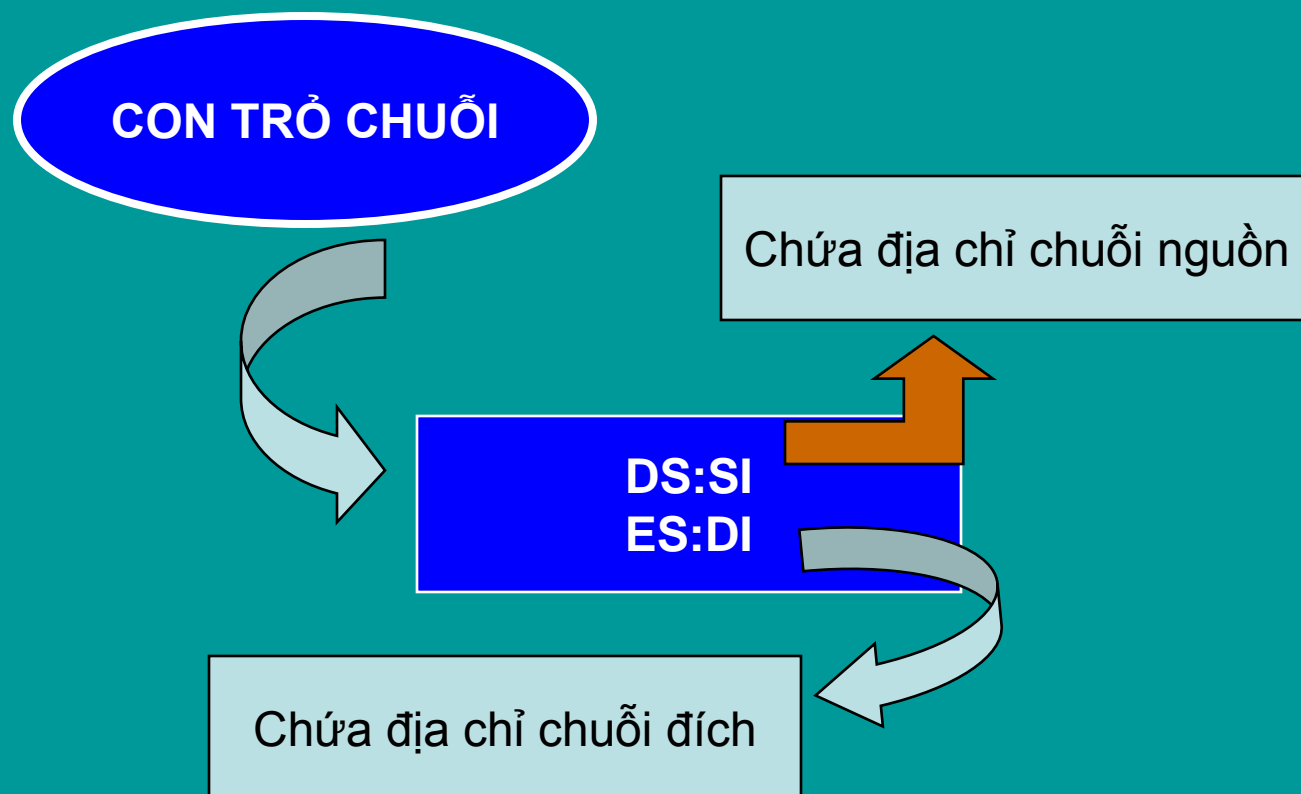 CON TRỎ CHUỖI
Chứa địa chỉ chuỗi nguồn
DS:SI
ES:DI
Chứa địa chỉ chuỗi đích